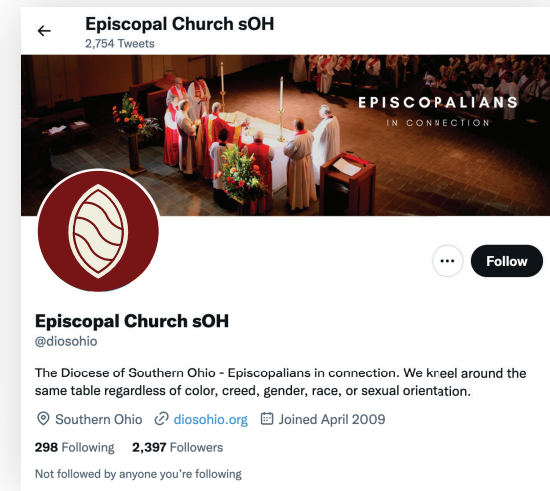 Episcopal Church sOH
2,754 Tweets
EPISCOPALIANS
IN CONNECTION
Follow
Episcopal Church sOH
@diosohio
The Diocese of Southern Ohio - Episcopalians in connection. We kneel around the
same table regardless of color, creed, gender, race, or sexual orientation.
Southern Ohio diosohio.org Joined April 2009
298 Following 2,397 Followers
Not followed by anyone you're following